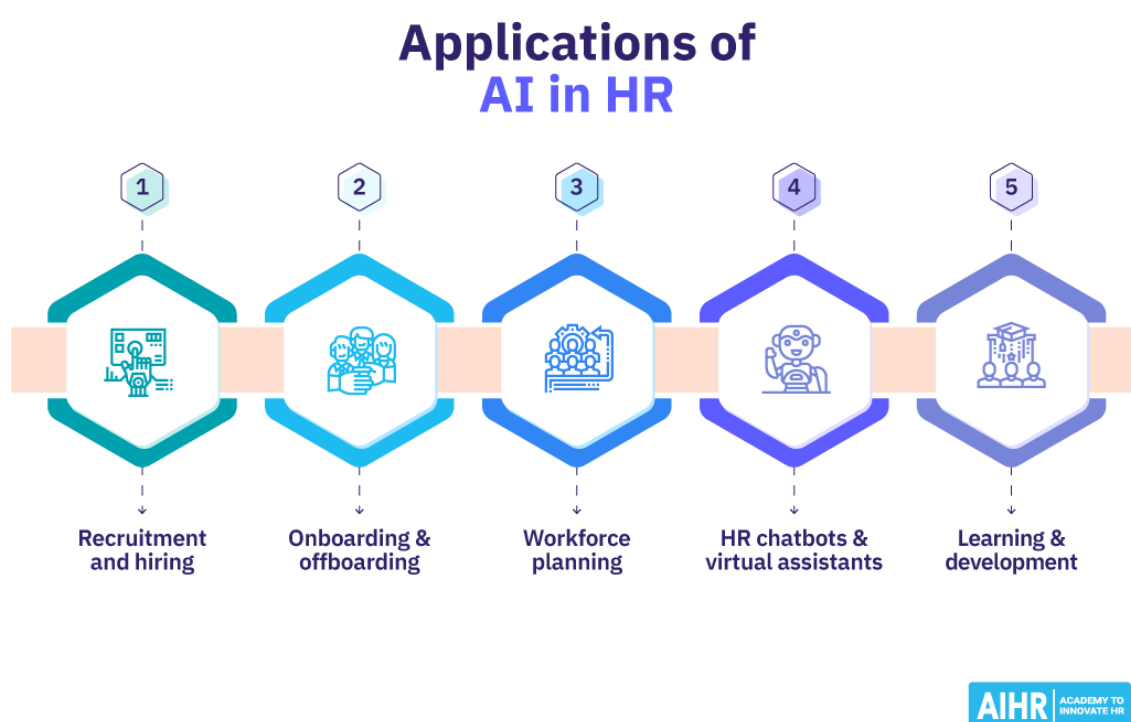 Applications of
AI in HR
1
2
3
4
5
Recruitment
and hiring
Onboarding &
offboarding
Workforce
planning
HR chatbots &
virtual assistants
Learning &
development
AIHR
ACADEMY TO
INNOVATE HR